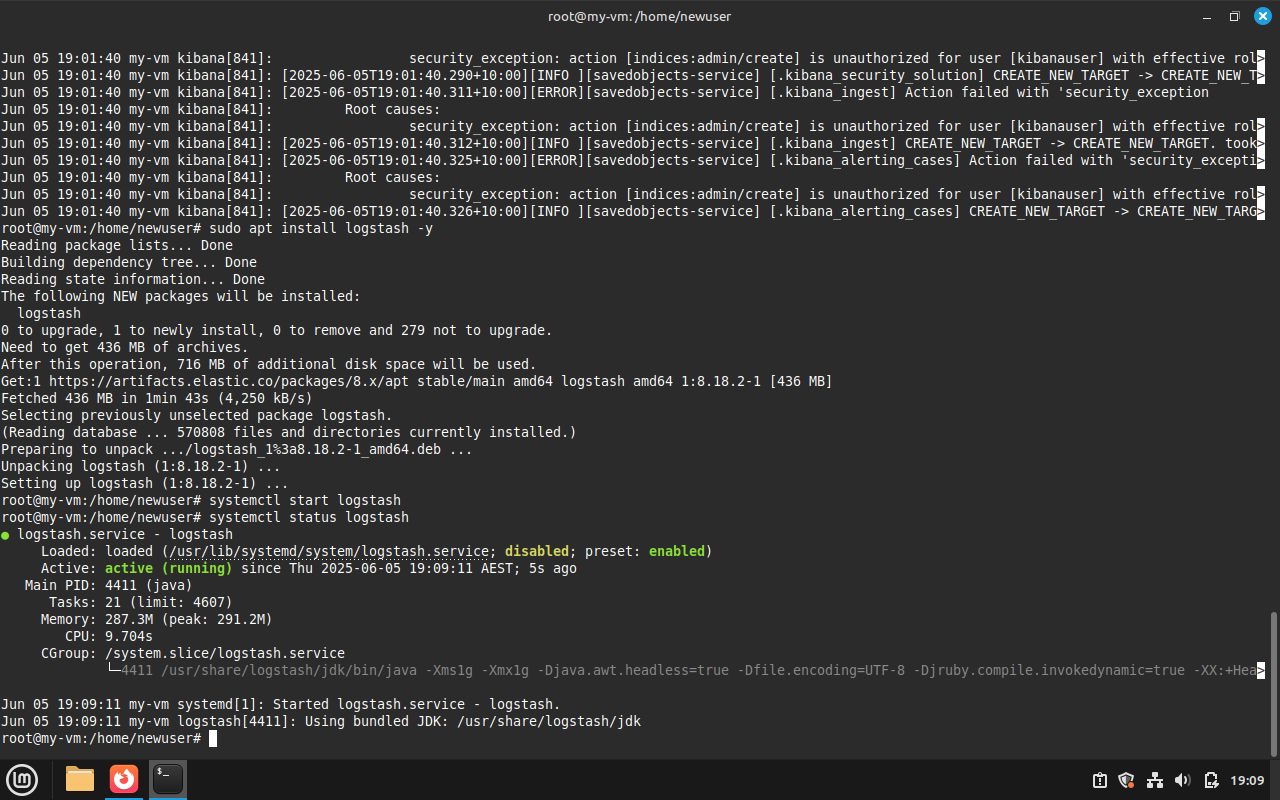 root@my-vm: /home/newuser
Jun 05 19:01:40 my-vm kibana[841]:                 security_exception: action [indices:admin/create] is unauthorized for user [kibanauser] with effective rol>
Jun 05 19:01:40 my-vm kibana[841]: [2025-06-05T19:01:40.290+10:00][INFO ][savedobjects-service] [.kibana_security_solution] CREATE_NEW_TARGET -> CREATE_NEW_T>
Jun 05 19:01:40 my-vm kibana[841]: [2025-06-05T19:01:40.311+10:00][ERROR][savedobjects-service] [.kibana_ingest] Action failed with 'security_exception
Jun 05 19:01:40 my-vm kibana[841]:         Root causes:
Jun 05 19:01:40 my-vm kibana[841]:                 security_exception: action [indices:admin/create] is unauthorized for user [kibanauser] with effective rol>
Jun 05 19:01:40 my-vm kibana[841]: [2025-06-05T19:01:40.312+10:00][INFO ][savedobjects-service] [.kibana_ingest] CREATE_NEW_TARGET -> CREATE_NEW_TARGET. took>
Jun 05 19:01:40 my-vm kibana[841]: [2025-06-05T19:01:40.325+10:00][ERROR][savedobjects-service] [.kibana_alerting_cases] Action failed with 'security_excepti>
Jun 05 19:01:40 my-vm kibana[841]:         Root causes:
Jun 05 19:01:40 my-vm kibana[841]:                 security_exception: action [indices:admin/create] is unauthorized for user [kibanauser] with effective rol>
Jun 05 19:01:40 my-vm kibana[841]: [2025-06-05T19:01:40.326+10:00][INFO ][savedobjects-service] [.kibana_alerting_cases] CREATE_NEW_TARGET -> CREATE_NEW_TARG>
root@my-vm:/home/newuser# sudo apt install logstash -y
Reading package lists... Done
Building dependency tree... Done
Reading state information... Done
The following NEW packages will be installed:
  logstash
0 to upgrade, 1 to newly install, 0 to remove and 279 not to upgrade.
Need to get 436 MB of archives.
After this operation, 716 MB of additional disk space will be used.
Get:1 https://artifacts.elastic.co/packages/8.x/apt stable/main amd64 logstash amd64 1:8.18.2-1 [436 MB]
Fetched 436 MB in 1min 43s (4,250 kB/s)
Selecting previously unselected package logstash.
(Reading database ... 570808 files and directories currently installed.)
Preparing to unpack .../logstash_1%3a8.18.2-1_amd64.deb ...
Unpacking logstash (1:8.18.2-1) ...
Setting up logstash (1:8.18.2-1) ...
root@my-vm:/home/newuser# systemctl start logstash
root@my-vm:/home/newuser# systemctl status logstash
● logstash.service - logstash
     Loaded: loaded (/usr/lib/systemd/system/logstash.service; disabled; preset: enabled)
     Active: active (running) since Thu 2025-06-05 19:09:11 AEST; 5s ago
   Main PID: 4411 (java)
      Tasks: 21 (limit: 4607)
     Memory: 287.3M (peak: 291.2M)
        CPU: 9.704s
     CGroup: /system.slice/logstash.service
             └─4411 /usr/share/logstash/jdk/bin/java -Xms1g -Xmx1g -Djava.awt.headless=true -Dfile.encoding=UTF-8 -Djruby.compile.invokedynamic=true -XX:+Hea>
Jun 05 19:09:11 my-vm systemd[1]: Started logstash.service - logstash.
Jun 05 19:09:11 my-vm logstash[4411]: Using bundled JDK: /usr/share/logstash/jdk
root@my-vm:/home/newuser#
19:09